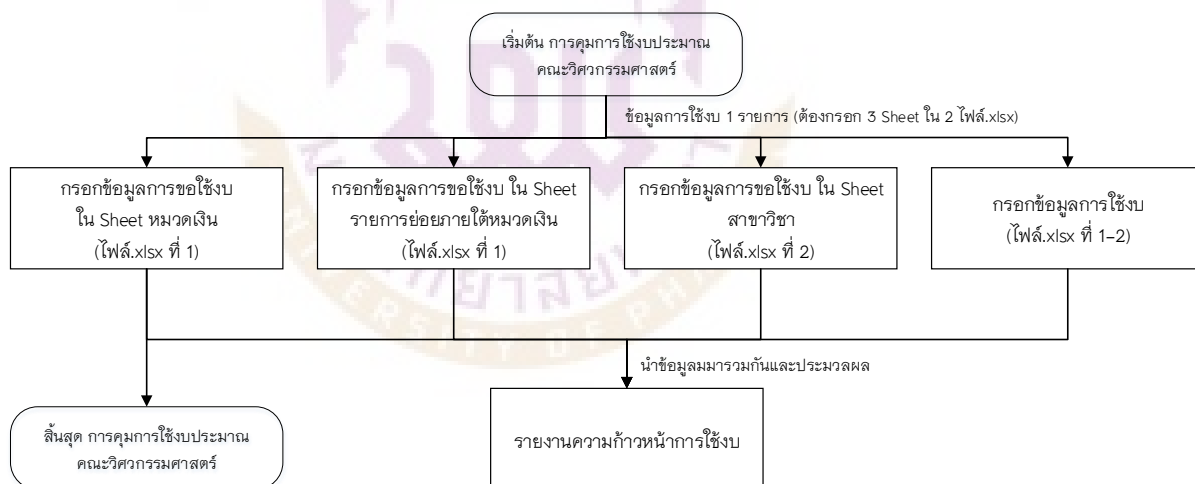 เริ่มต้น การคุมการใช้งบประมาณ
คณะวิศวกรรมศาสตร์
ข้อมูลการใช้งบ 1 รายการ (ต้องกรอก 3 Sheet ใน 2 ไฟล์.xlsx)
กรอกข้อมูลการขอใช้งบ
ใน Sheet หมวดเงิน
(ไฟล์.xlsx ที่ 1)
กรอกข้อมูลการขอใช้งบ ใน Sheet
รายการย่อยภายใต้หมวดเงิน
(ไฟล์.xlsx ที่ 1)
กรอกข้อมูลการขอใช้งบ ใน Sheet
สาขาวิชา
(ไฟล์.xlsx ที่ 2)
กรอกข้อมูลการใช้งบ
(ไฟล์.xlsx ที่ 1-2)
นำข้อมูลมมารวมกันและประมวลผล
สิ้นสุด การคุมการใช้งบประมาณ
คณะวิศวกรรมศาสตร์
รายงานความก้าวหน้าการใช้งบ